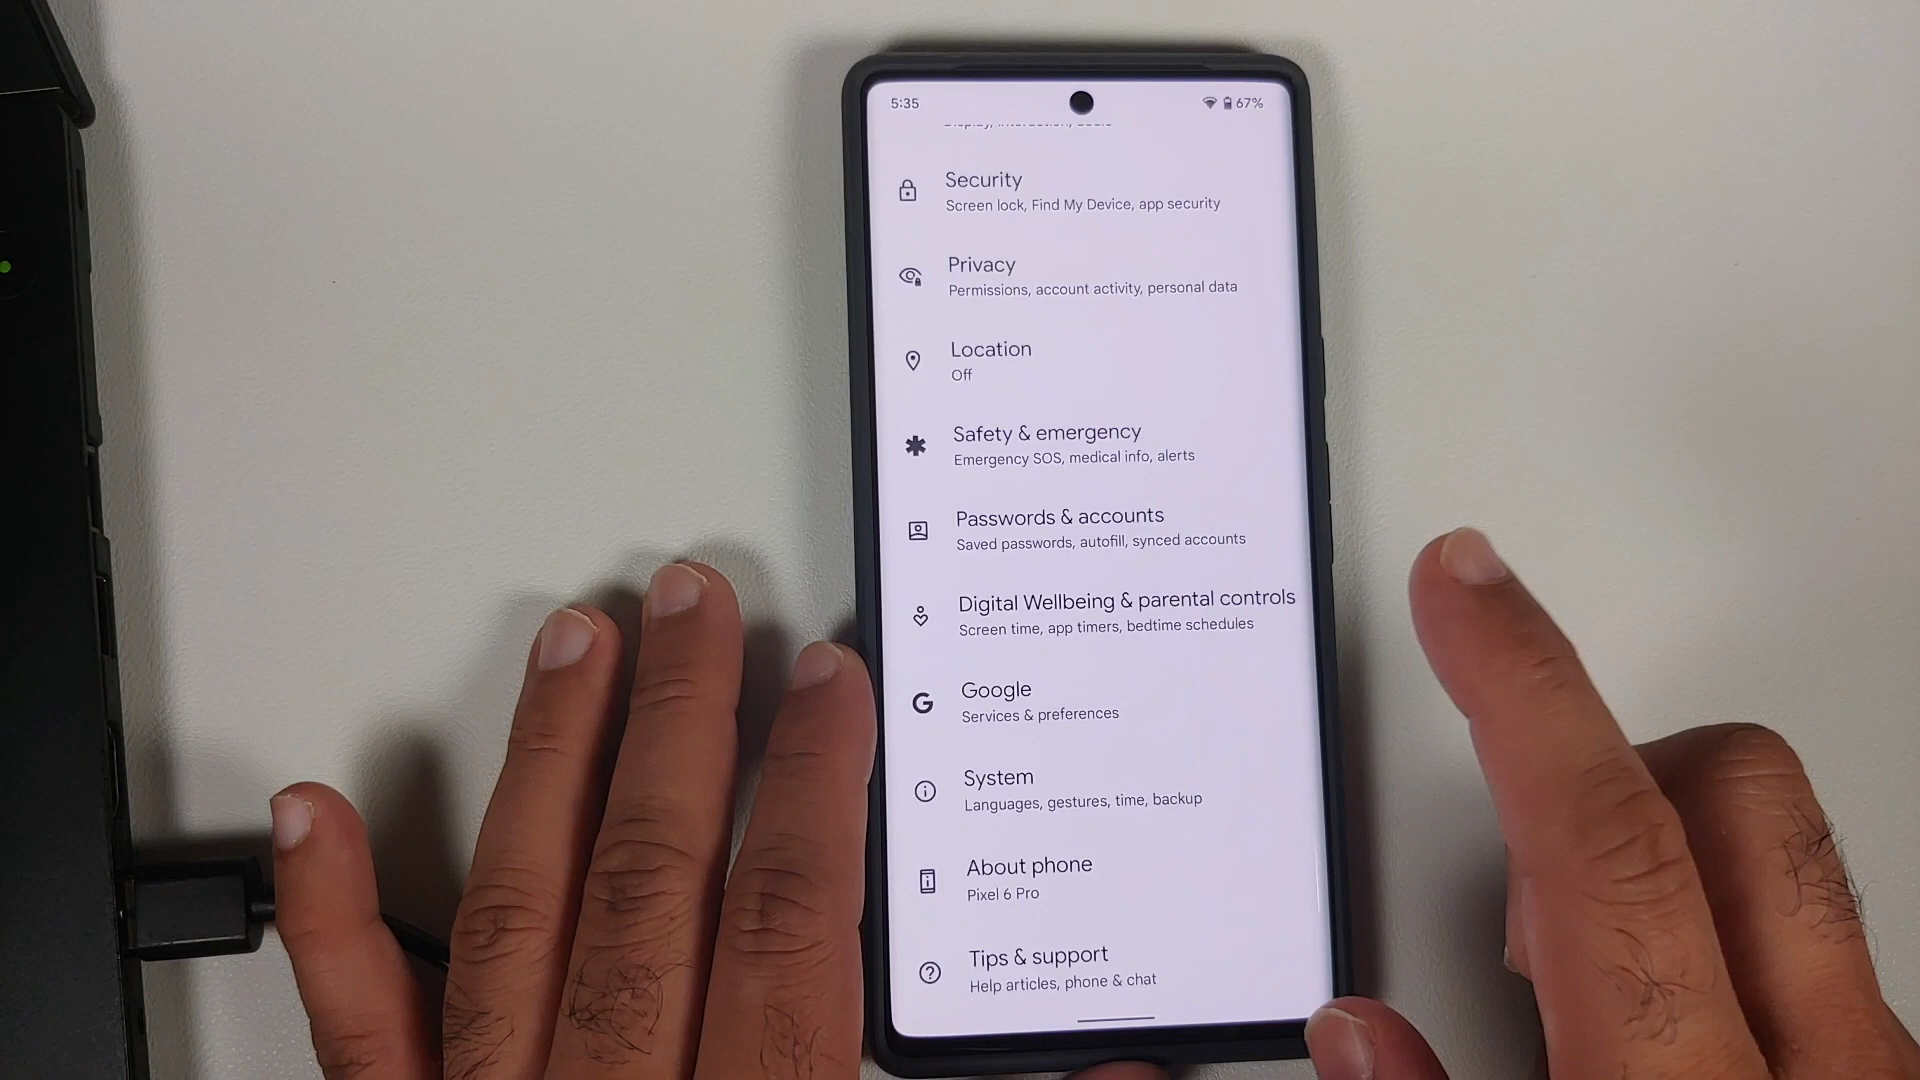 5:35
67%
Security
Screen lock, Find My Device, app security
Privacy
Permissions, account activity, personal data
Location
Off
Safety & emergency
Emergency SOS, medical info, alerts
Passwords & accounts
Saved passwords, autofill, synced accounts
Digital Wellbeing & parental controls
Screen time, app timers, bedtime schedules
Google
Services & preferences
System
Languages, gestures, time, backup
About phone
Pixel 6 Pro
Tips & support
Help articles, phone & chat